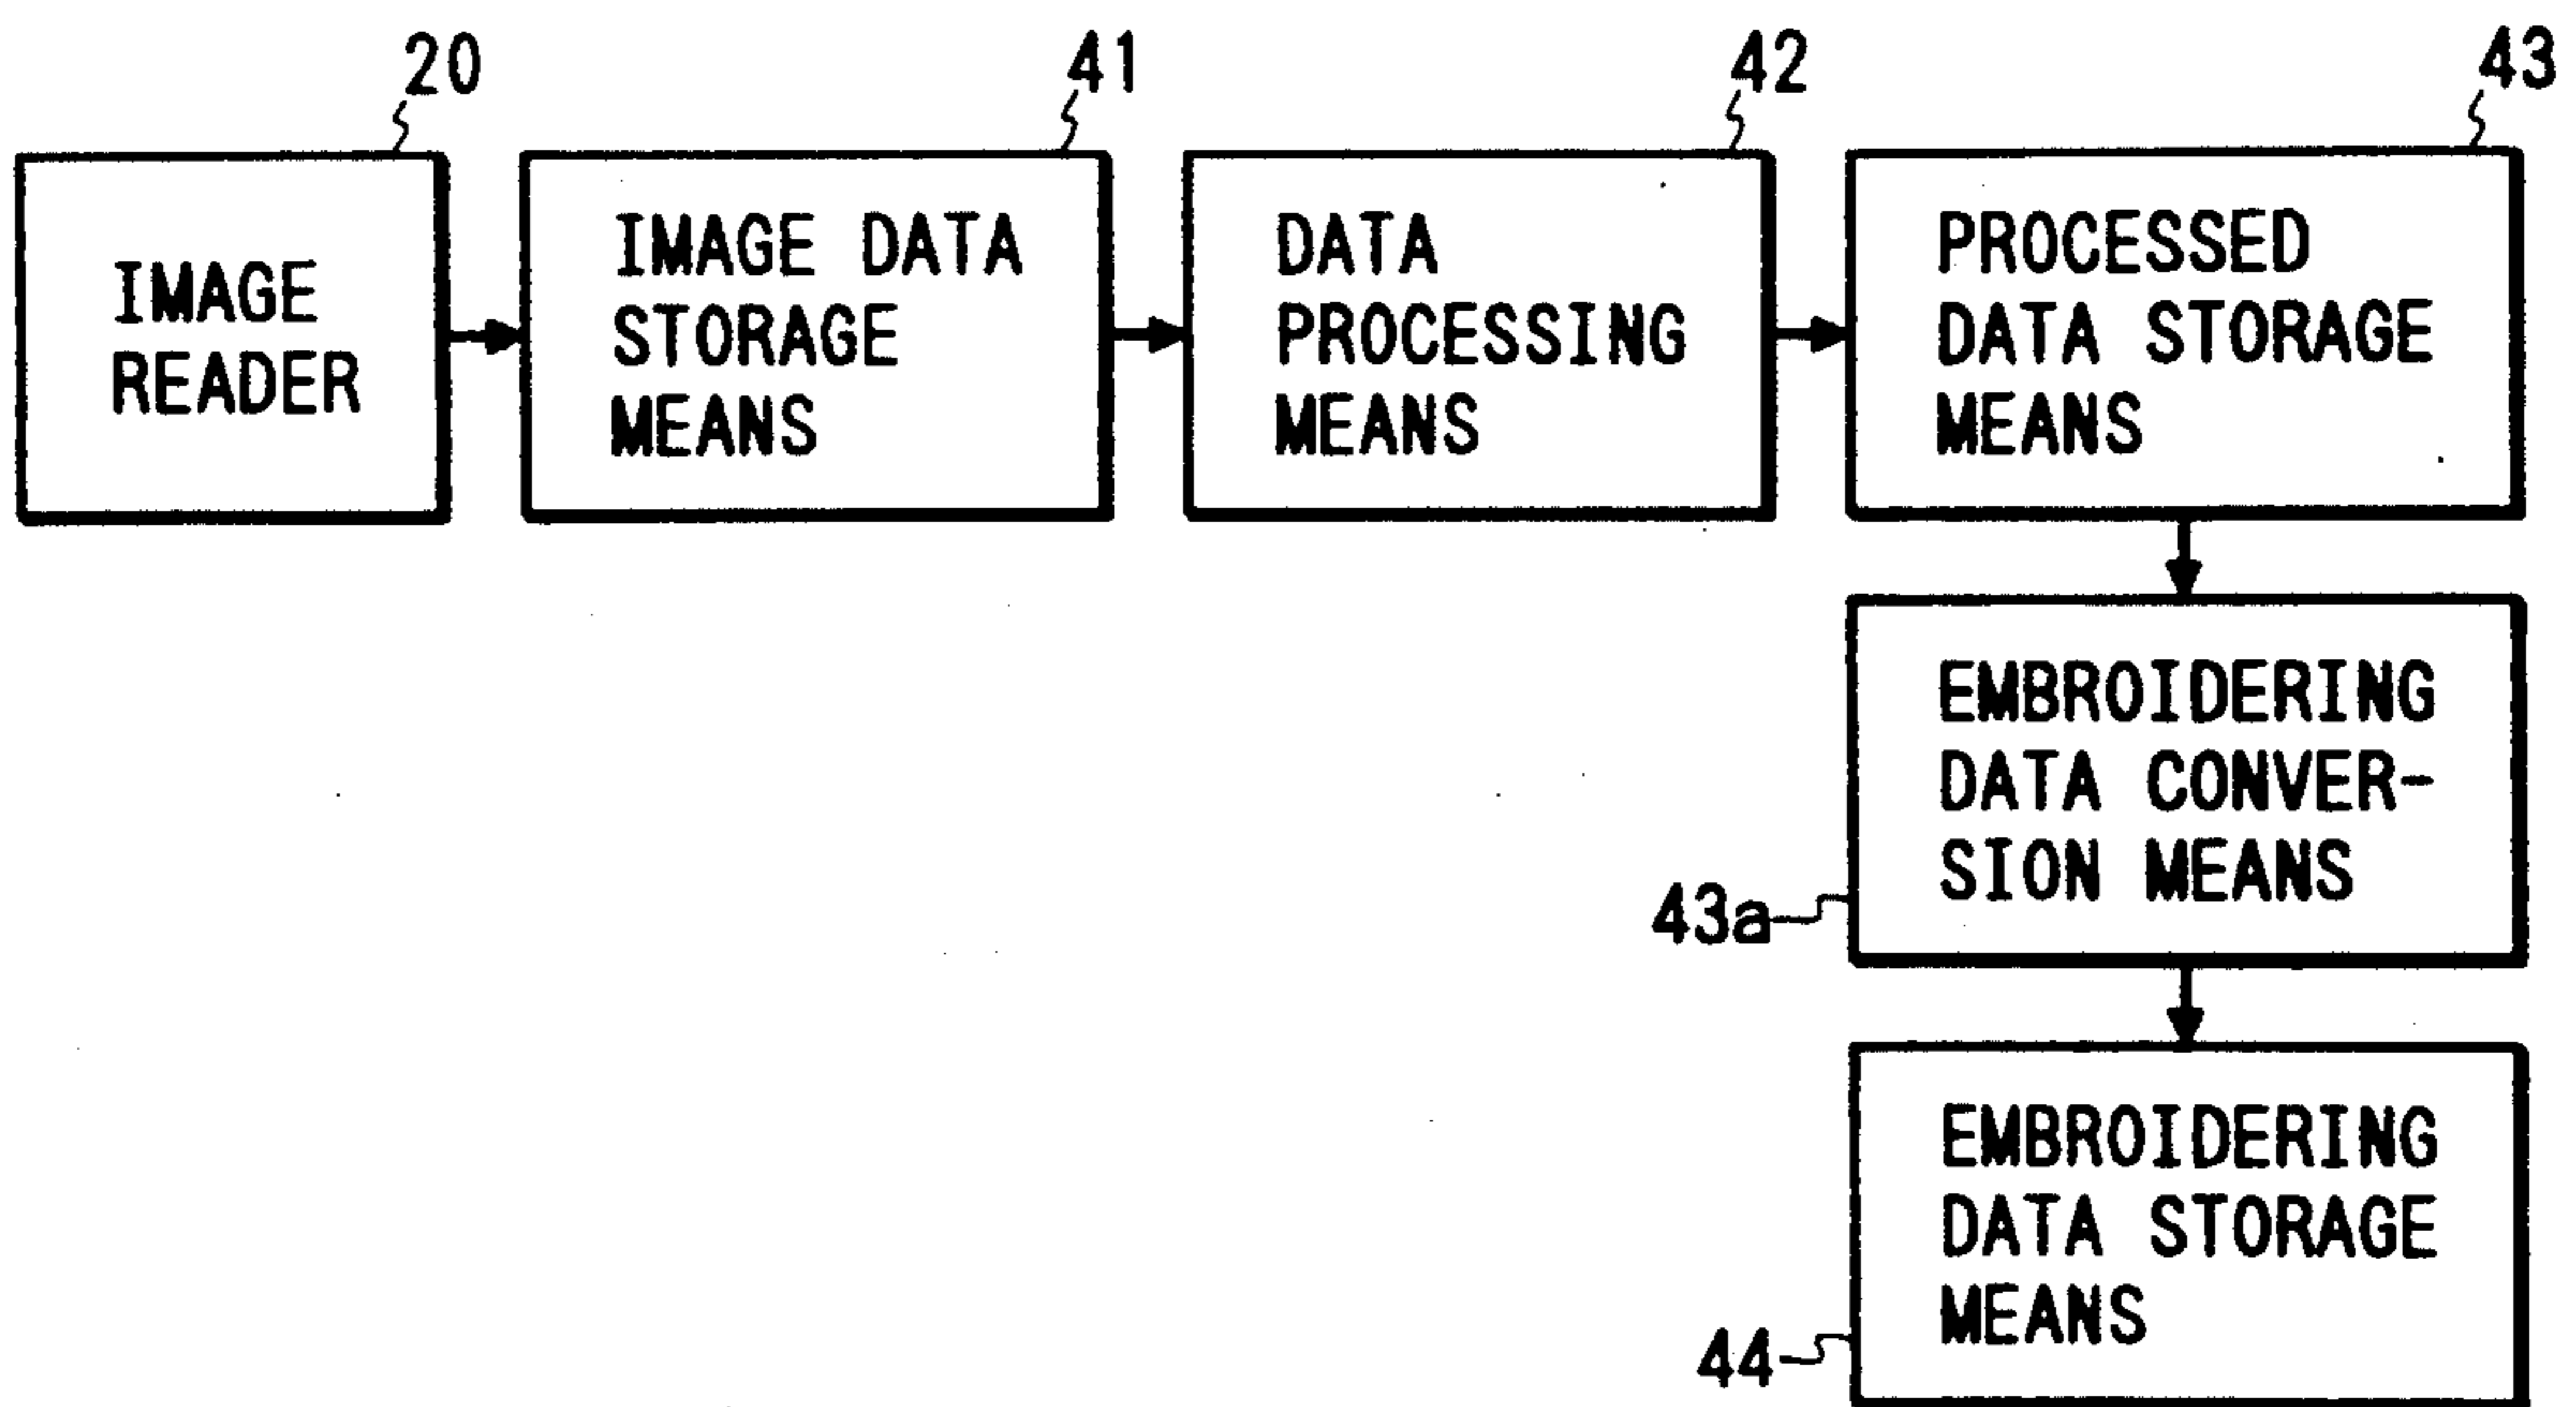 20
41
42
43
IMAGE
READER
IMAGE DATA
STORAGE
MEANS
DATA
PROCESSING
MEANS
PROCESSED
DATA STORAGE
MEANS
EMBROIDERING
DATA CONVER-
SION MEANS
43a
EMBROIDERING
DATA STORAGE
MEANS
44